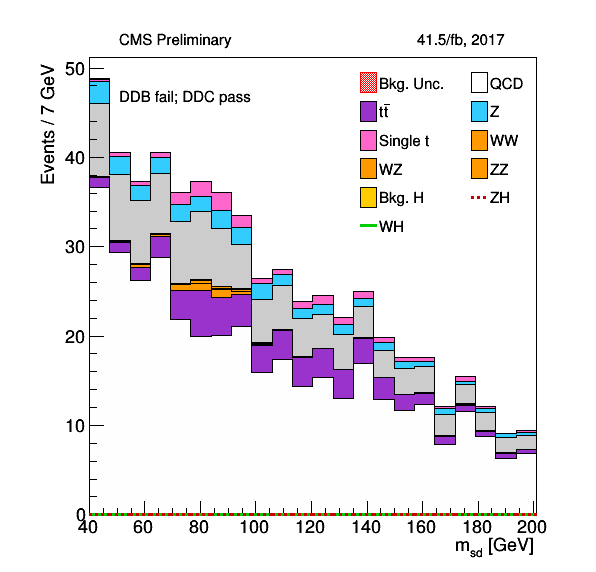 CMS Preliminary 41.5/fb, 2017
Events / 7 GeV
DDB fail; DDC pass
Bkg. Unc. QCD
tt̄ Z
Single t WW
WZ ZZ
Bkg. H ZH
WH
50
40
30
20
10
0
40 60 80 100 120 140 160 180 200
m_sd [GeV]